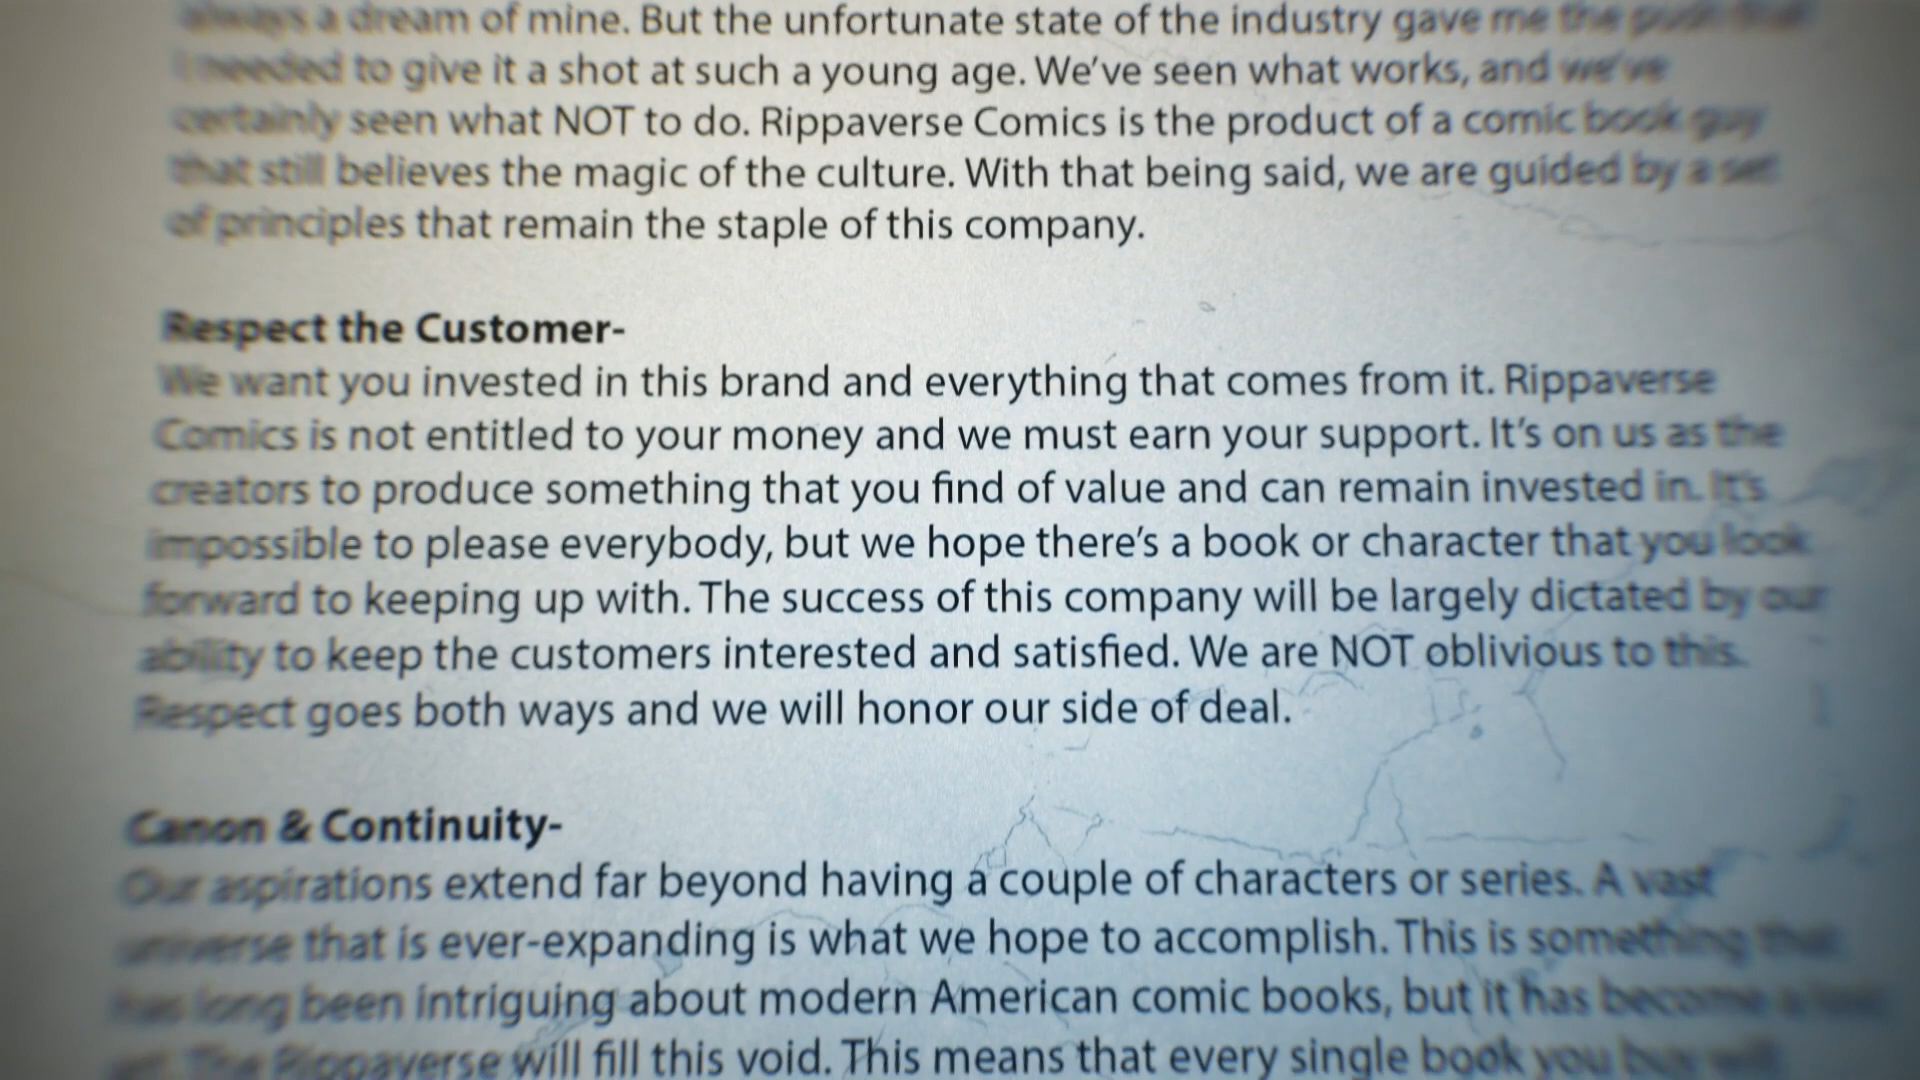 always a dream of mine. But the unfortunate state of the industry gave me the push that
I needed to give it a shot at such a young age. We've seen what works, and we've
certainly seen what NOT to do. Rippaverse Comics is the product of a comic book guy
that still believes the magic of the culture. With that being said, we are guided by a set
of principles that remain the staple of this company.
Respect the Customer-
We want you invested in this brand and everything that comes from it. Rippaverse
Comics is not entitled to your money and we must earn your support. It's on us as the
creators to produce something that you find of value and can remain invested in. It's
impossible to please everybody, but we hope there's a book or character that you look
forward to keeping up with. The success of this company will be largely dictated by our
ability to keep the customers interested and satisfied. We are NOT oblivious to this.
Respect goes both ways and we will honor our side of deal.
Canon & Continuity-
Our aspirations extend far beyond having a couple of characters or series. A vast
universe that is ever-expanding is what we hope to accomplish. This is something that
has long been intriguing about modern American comic books, but it has become a lost
art. The Rippaverse will fill this void. This means that every single book you buy will